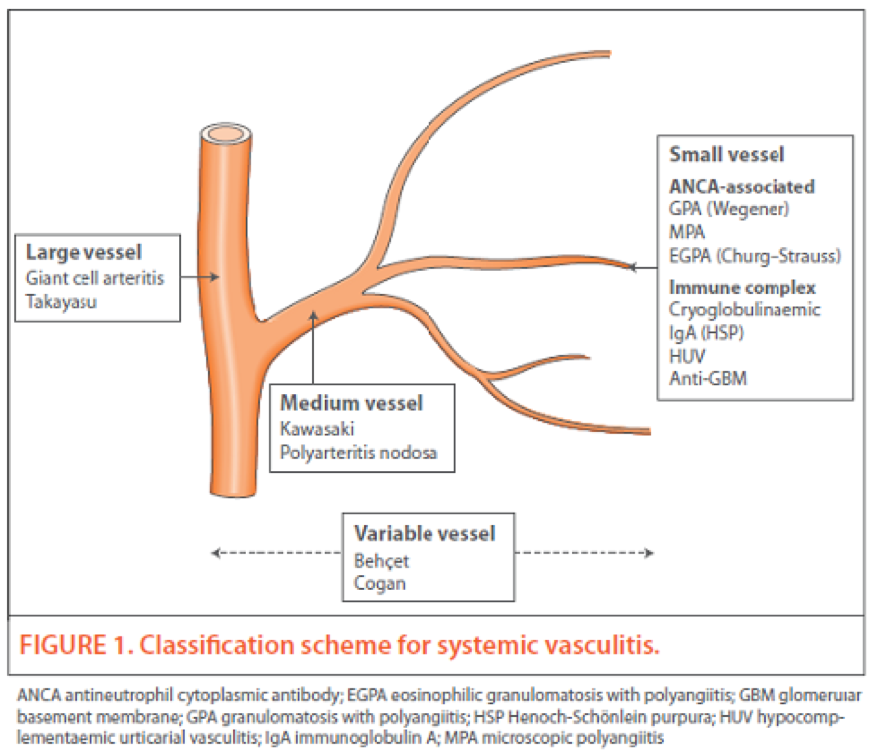 Large vessel
Giant cell arteritis
Takayasu
Medium vessel
Kawasaki
Polyarteritis nodosa
Small vessel
ANCA-associated
GPA (Wegener)
MPA
EGPA (Churg–Strauss)
Immune complex
Cryoglobulinaemic
IgA (HSP)
HUV
Anti-GBM
Variable vessel
Behçet
Cogan
FIGURE 1. Classification scheme for systemic vasculitis.
ANCA antineutrophil cytoplasmic antibody; EGPA eosinophilic granulomatosis with polyangiitis; GBM glomerular
basement membrane; GPA granulomatosis with polyangiitis; HSP Henoch-Schönlein purpura; HUV hypocomp-
lementaemic urticarial vasculitis; IgA immunoglobulin A; MPA microscopic polyangiitis